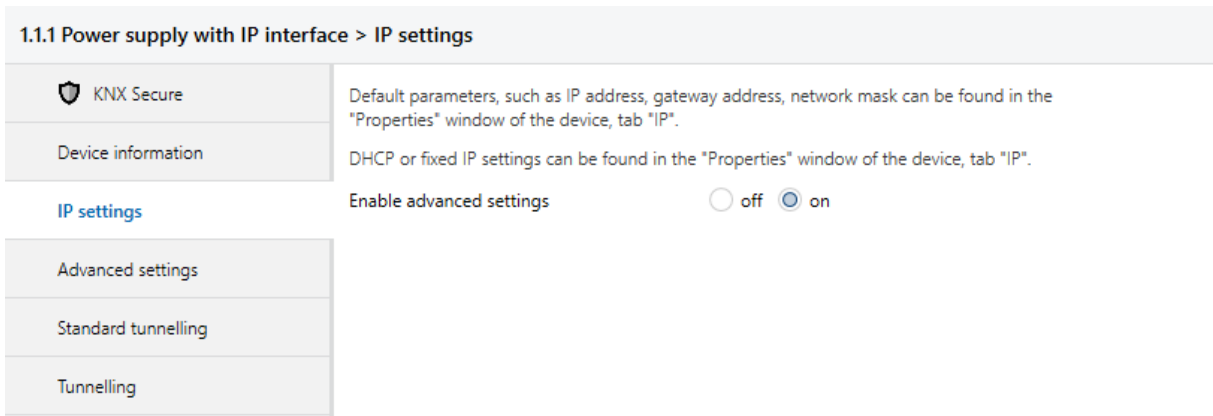 1.1.1 Power supply with IP interface > IP settings
KNX Secure
Device information
IP settings
Advanced settings
Standard tunnelling
Tunnelling
Default parameters, such as IP address, gateway address, network mask can be found in the
"Properties" window of the device, tab "IP".
DHCP or fixed IP settings can be found in the "Properties" window of the device, tab "IP".
Enable advanced settings off on